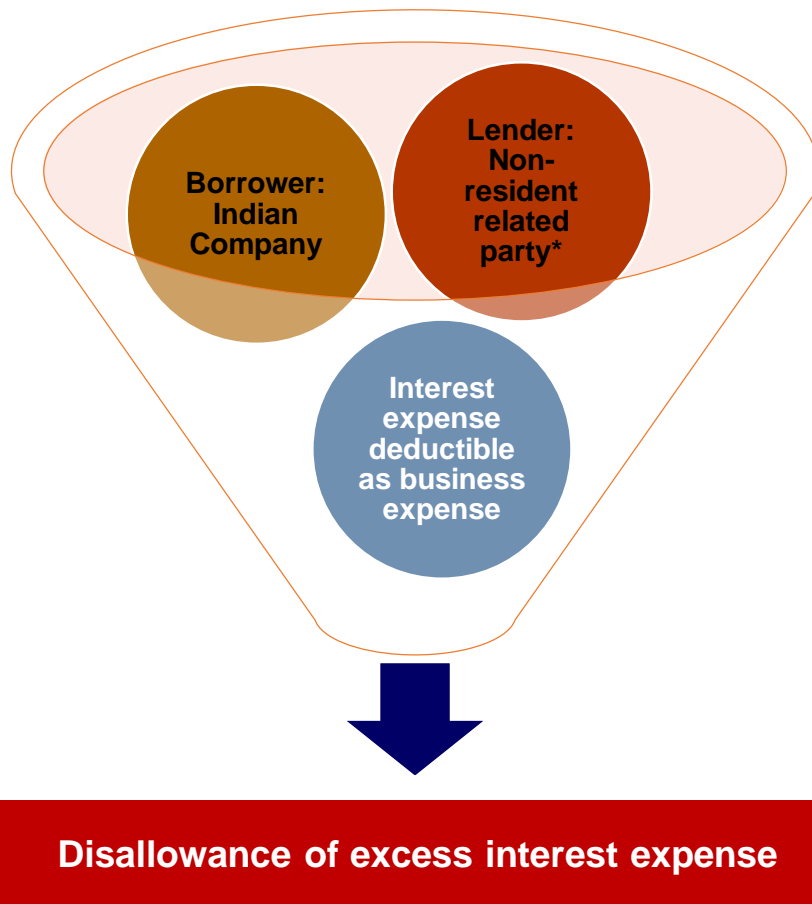 Borrower:
Indian
Company
Lender:
Non-
resident
related
party*
Interest
expense
deductible
as business
expense
Disallowance of excess interest expense